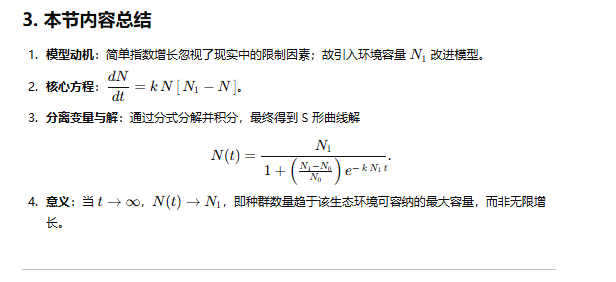 3. 本节内容总结
1. 模型动机：简单指数增长忽视了现实中的限制因素；故引入环境容量 N₁ 改进模型。
2. 核心方程：dN/dt = k N [ N₁ − N ]。
3. 分离变量与解：通过分式分解并积分，最终得到 S 形曲线解
N(t) = N₁ / (1 + ((N₁−N₀)/N₀) e^(− k N₁ t)).
4. 意义：当 t → ∞，N(t) → N₁，即种群数量趋于该生态环境可容纳的最大容量，而非无限增
长。